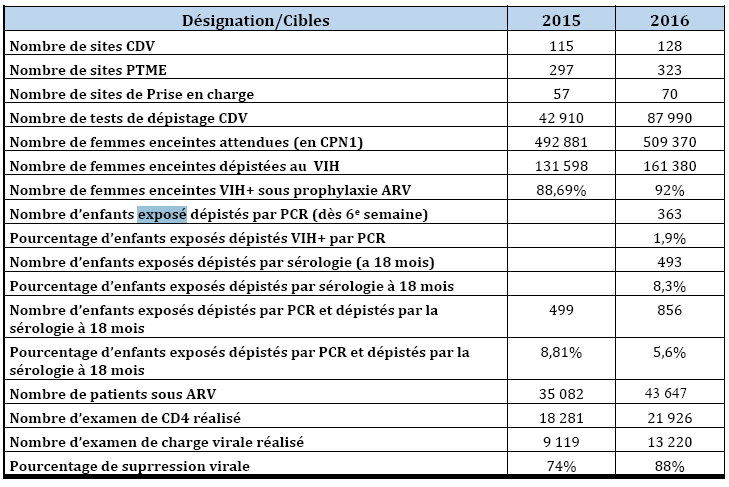 Désignation/Cibles 2015 2016
Nombre de sites CDV 115 128
Nombre de sites PTME 297 323
Nombre de sites de Prise en charge 57 70
Nombre de tests de dépistage CDV 42 910 87 990
Nombre de femmes enceintes attendues (en CPN1) 492 881 509 370
Nombre de femmes enceintes dépistées au VIH 131 598 161 380
Nombre de femmes enceintes VIH+ sous prophylaxie ARV 88,69% 92%
Nombre d'enfants exposé dépistés par PCR (dès 6e semaine) 363
Pourcentage d'enfants exposés dépistés VIH+ par PCR 1,9%
Nombre d'enfants exposés dépistés par sérologie (a 18 mois) 493
Pourcentage d'enfants exposés dépistés par sérologie à 18 mois 8,3%
Nombre d'enfants exposés dépistés par PCR et dépistés par la 499 856
sérologie à 18 mois
Pourcentage d'enfants exposés dépistés par PCR et dépistés par la 8,81% 5,6%
sérologie à 18 mois
Nombre de patients sous ARV 35 082 43 647
Nombre d'examen de CD4 réalisé 18 281 21 926
Nombre d'examen de charge virale réalisé 9 119 13 220
Pourcentage de suprression virale 74% 88%